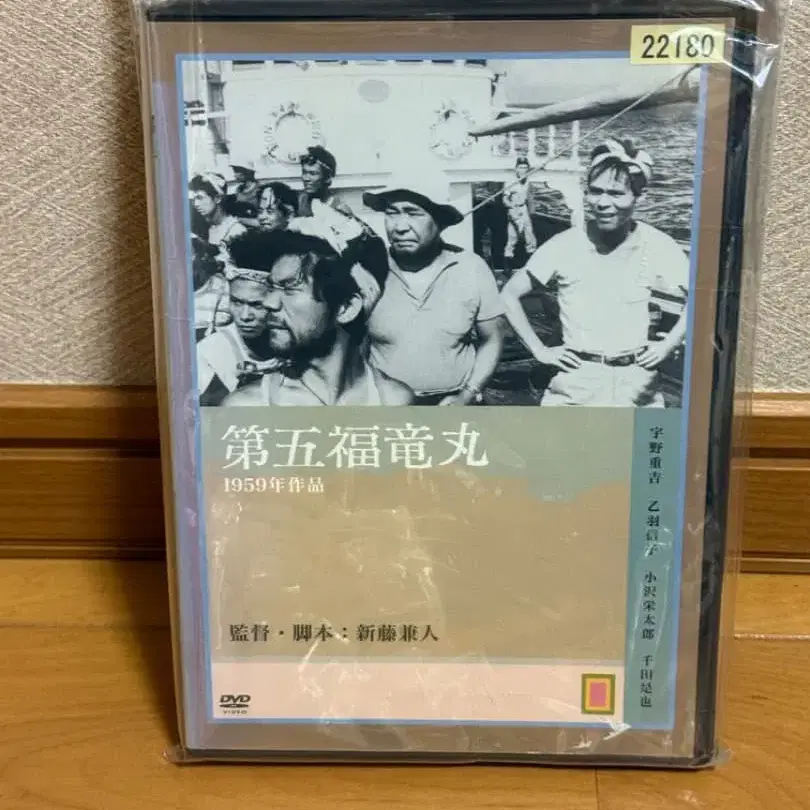 22180
第五福竜丸
1959年作品
宇野重吉 乙羽信子 小沢栄太郎 千田是也
監督・脚本：新藤兼人
DVD
VIDEO